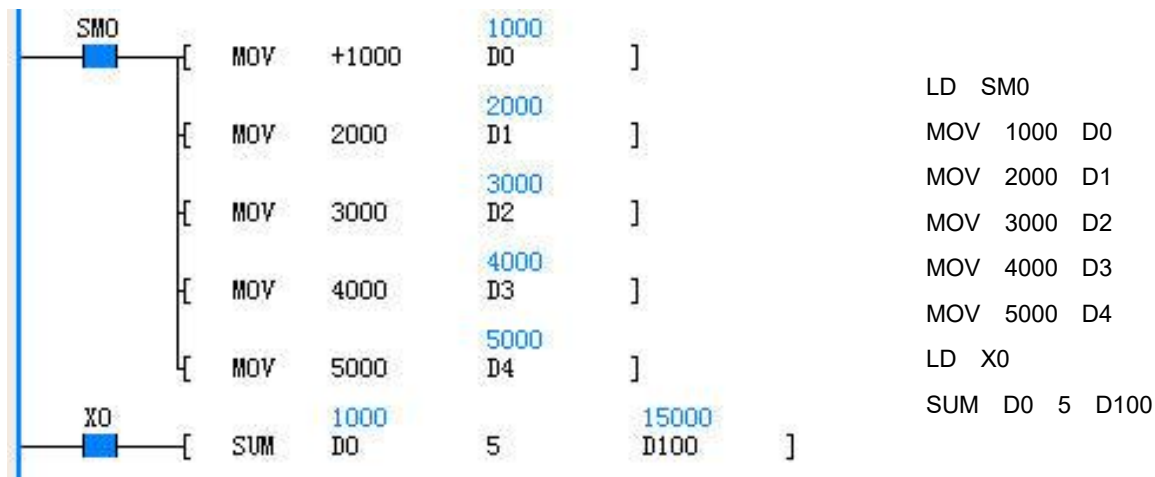 SM0
1000
[ MOV +1000 D0 ]
2000
[ MOV 2000 D1 ]
3000
[ MOV 3000 D2 ]
4000
[ MOV 4000 D3 ]
5000
[ MOV 5000 D4 ]
X0 1000 15000
[ SUM D0 5 D100 ]
LD SM0
MOV 1000 D0
MOV 2000 D1
MOV 3000 D2
MOV 4000 D3
MOV 5000 D4
LD X0
SUM D0 5 D100